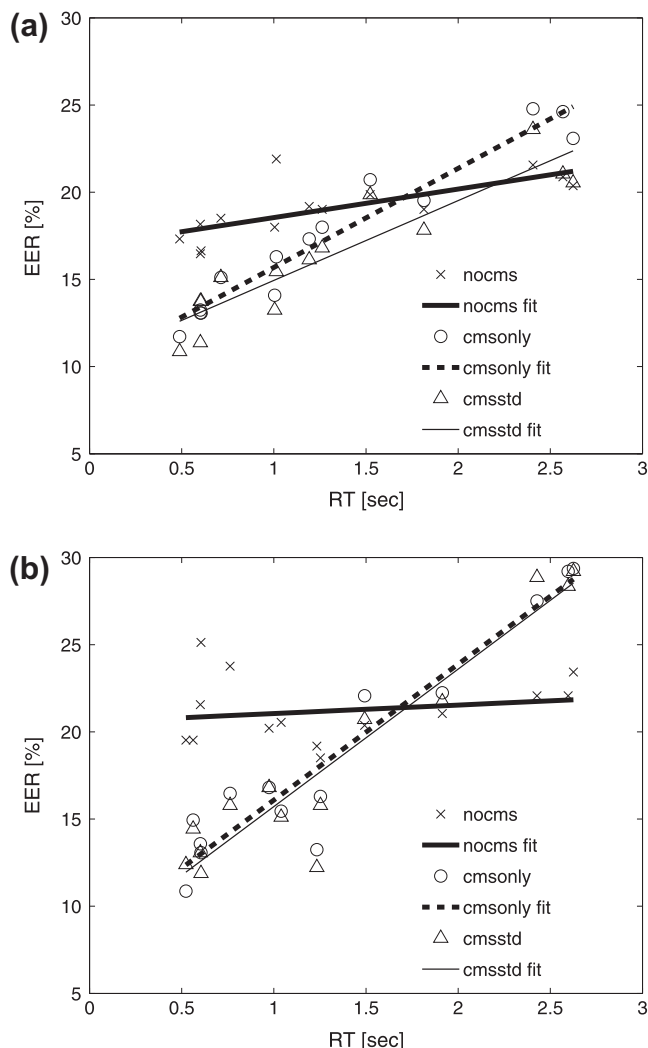 (a)
30
25
20
15
10
5
EER [%]
nocms
nocms fit
cmsonly
cmsonly fit
cmsstd
cmsstd fit
0 0.5 1 1.5 2 2.5 3
RT [sec]
(b)
30
25
20
15
10
5
EER [%]
nocms
nocms fit
cmsonly
cmsonly fit
cmsstd
cmsstd fit
0 0.5 1 1.5 2 2.5 3
RT [sec]